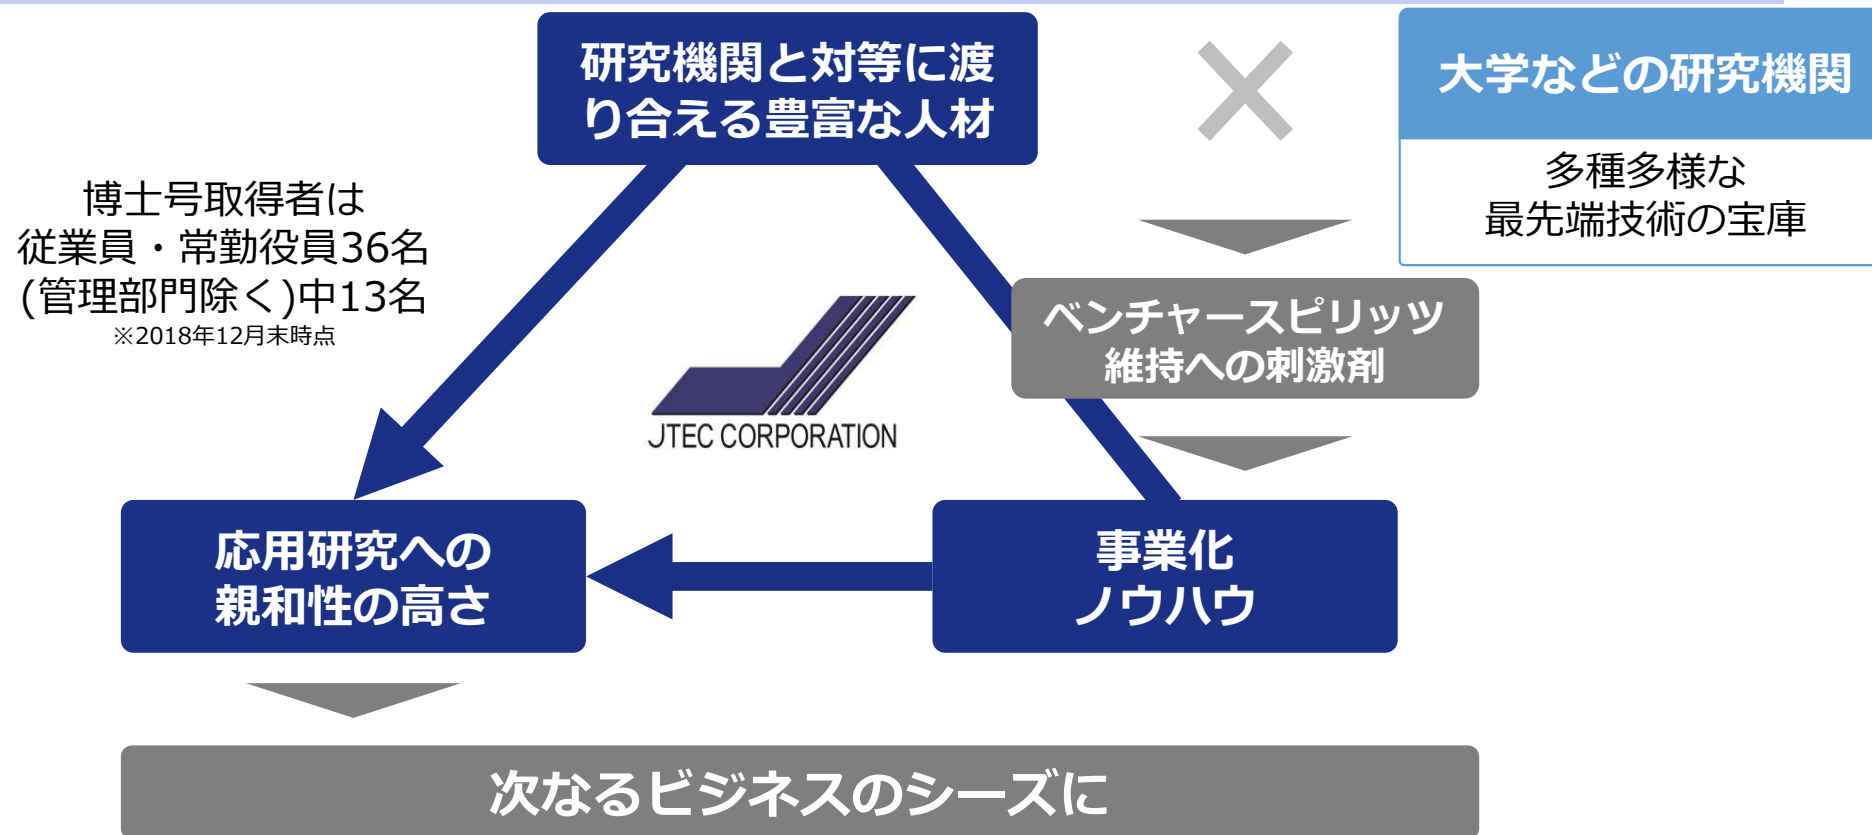 研究機関と対等に渡
り合える豊富な人材
大学などの研究機関
多種多様な
最先端技術の宝庫
博士号取得者は
従業員・常勤役員36名
(管理部門除く)中13名
※2018年12月末時点
ベンチャースピリッツ
維持への刺激剤
JTEC CORPORATION
応用研究への
親和性の高さ
事業化
ノウハウ
次なるビジネスのシーズに